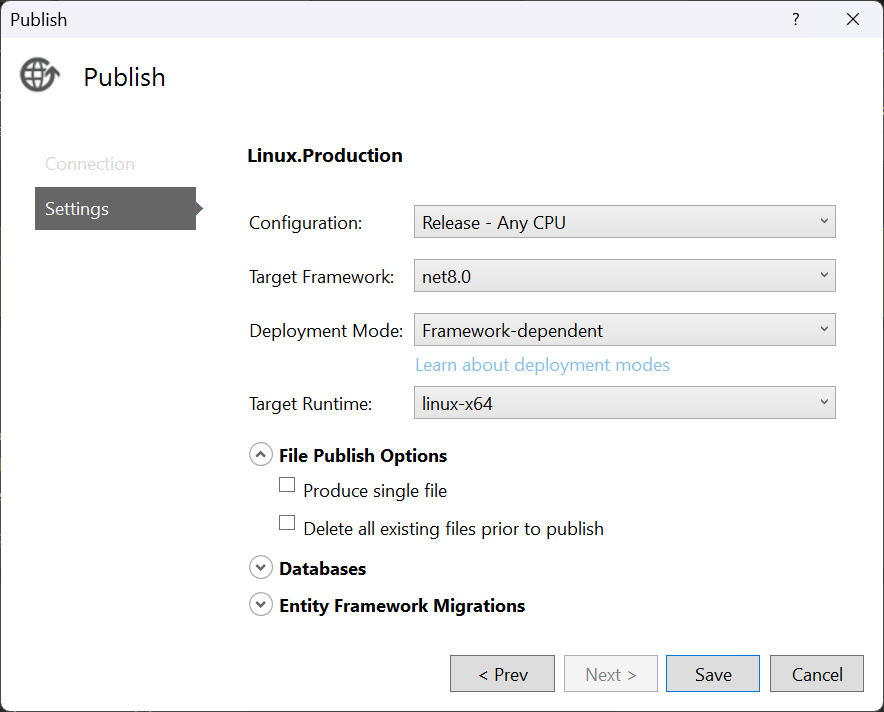 Publish ?
Publish
Connection
Settings
Linux.Production
Configuration: Release - Any CPU
Target Framework: net8.0
Deployment Mode: Framework-dependent
Learn about deployment modes
Target Runtime: linux-x64
File Publish Options
Produce single file
Delete all existing files prior to publish
Databases
Entity Framework Migrations
< Prev Next > Save Cancel